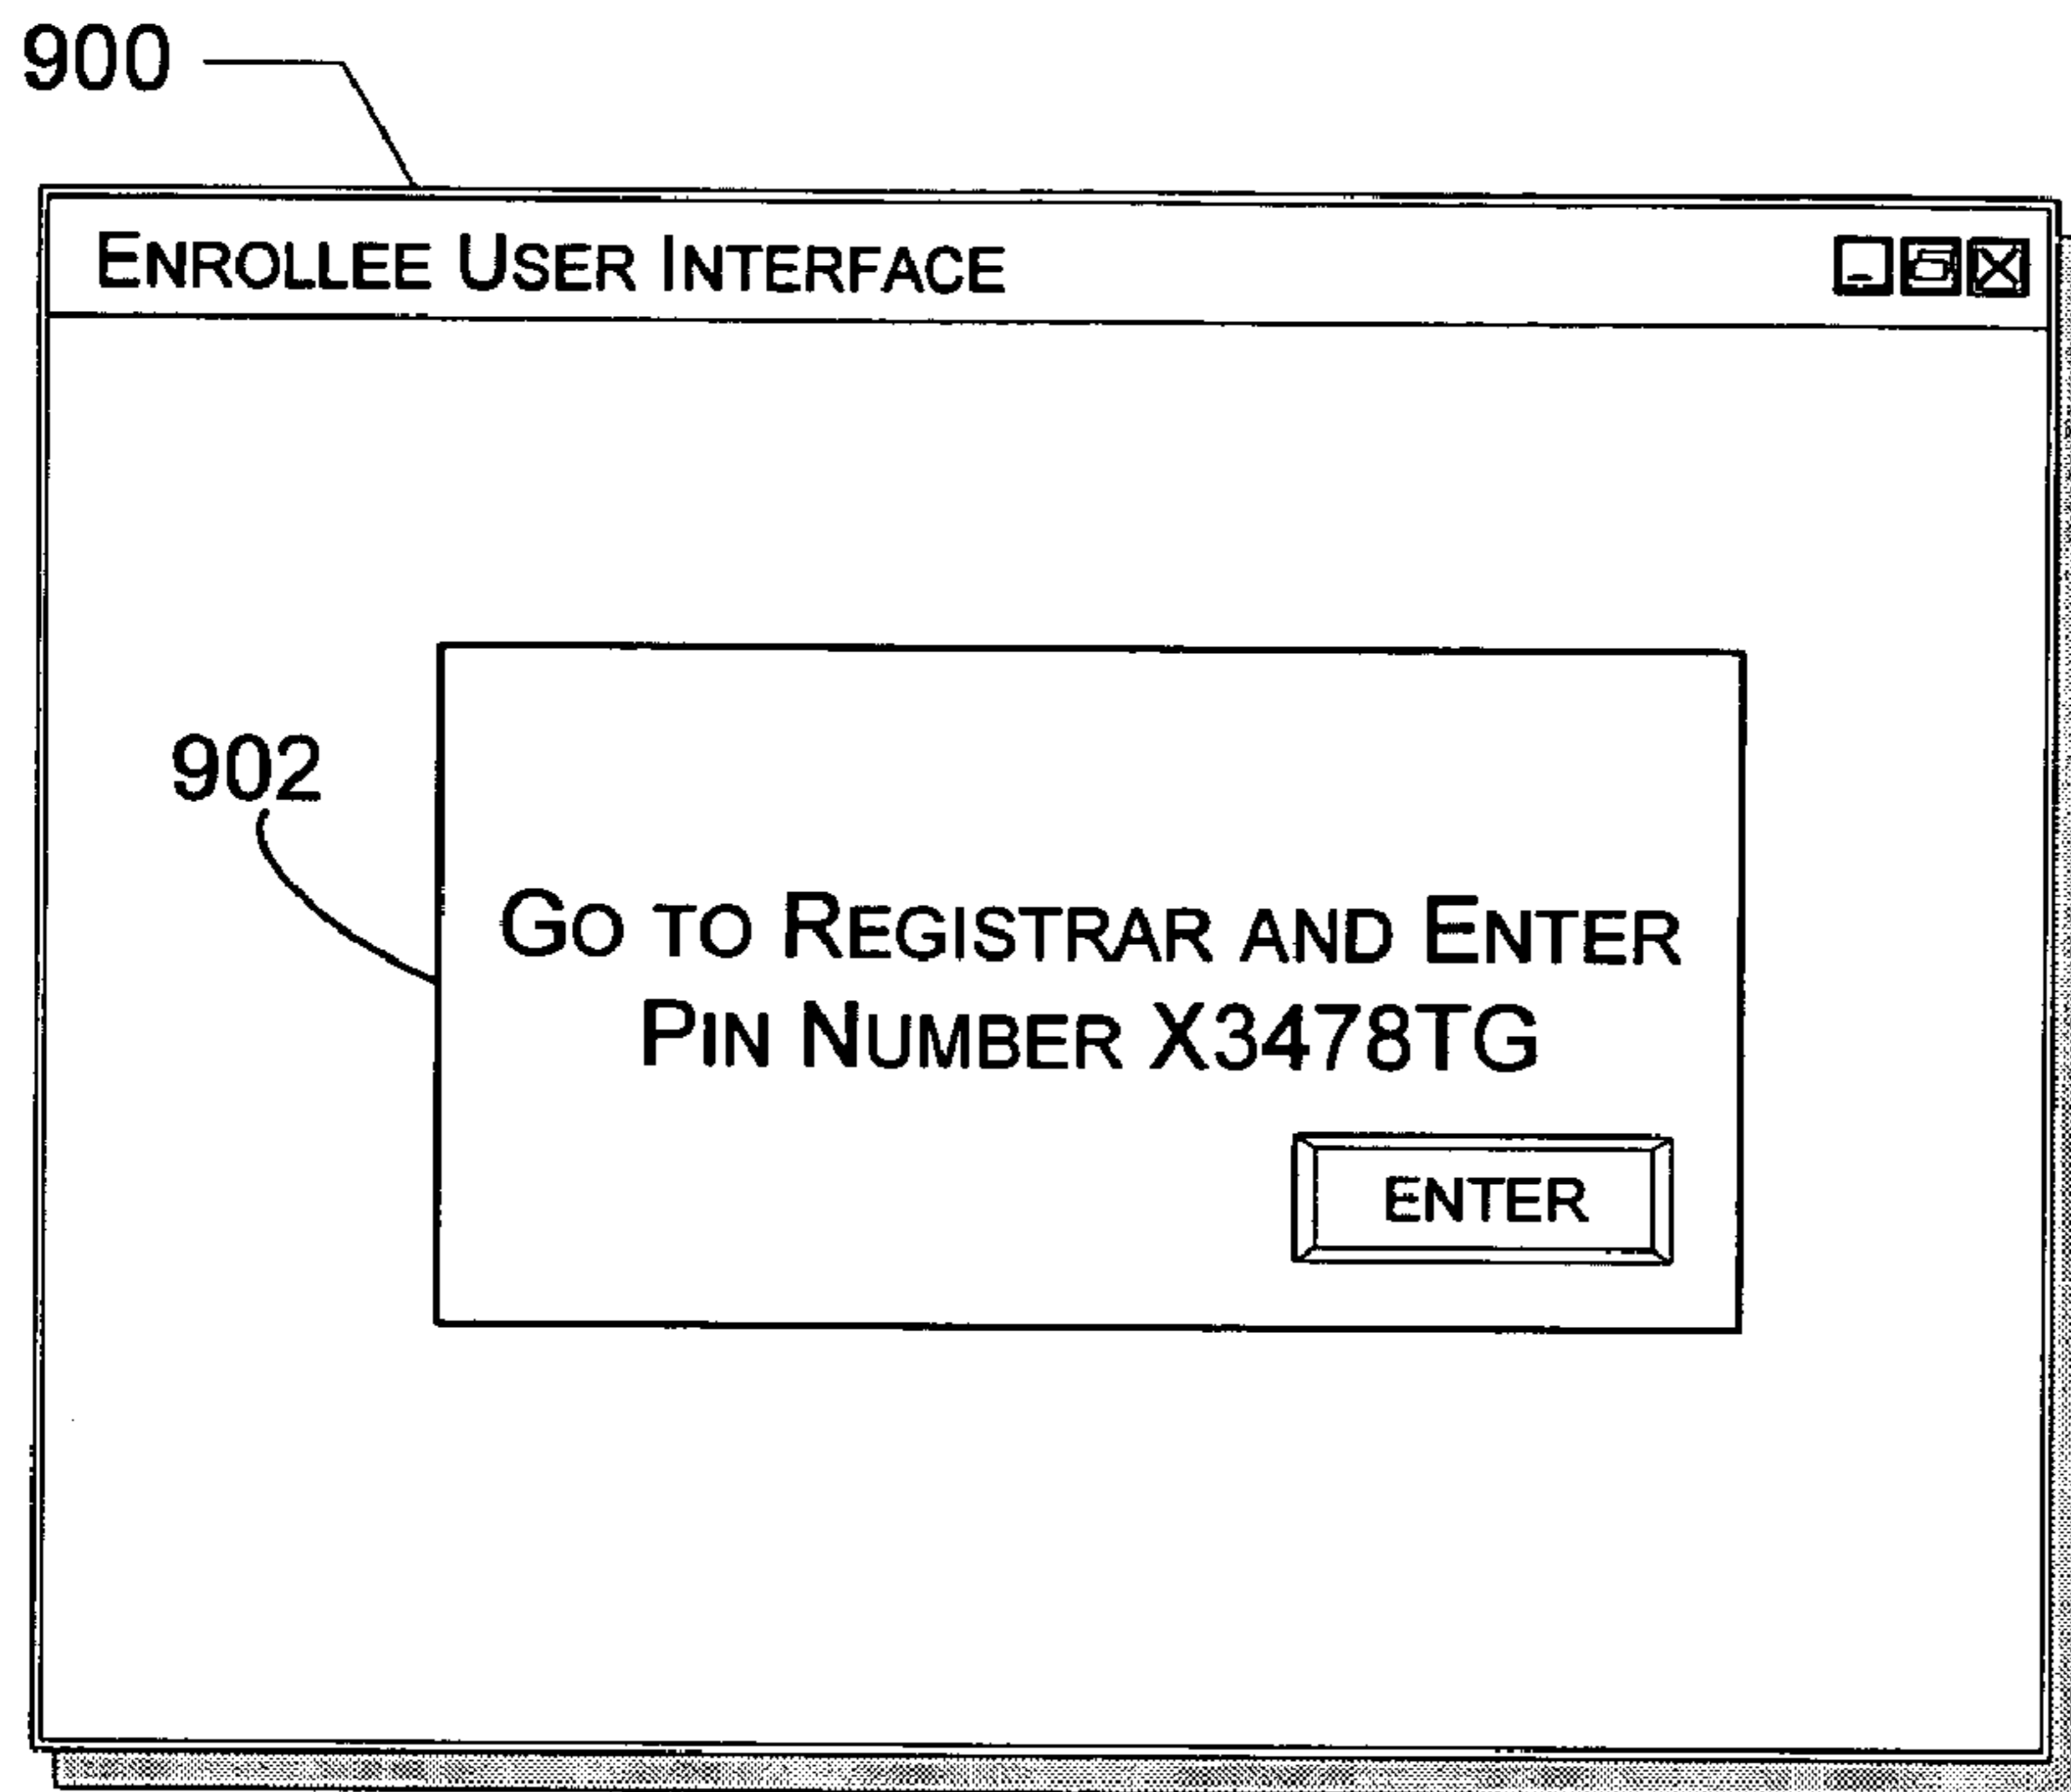 900
ENROLLEE USER INTERFACE
902
GO TO REGISTRAR AND ENTER
PIN NUMBER X3478TG
ENTER